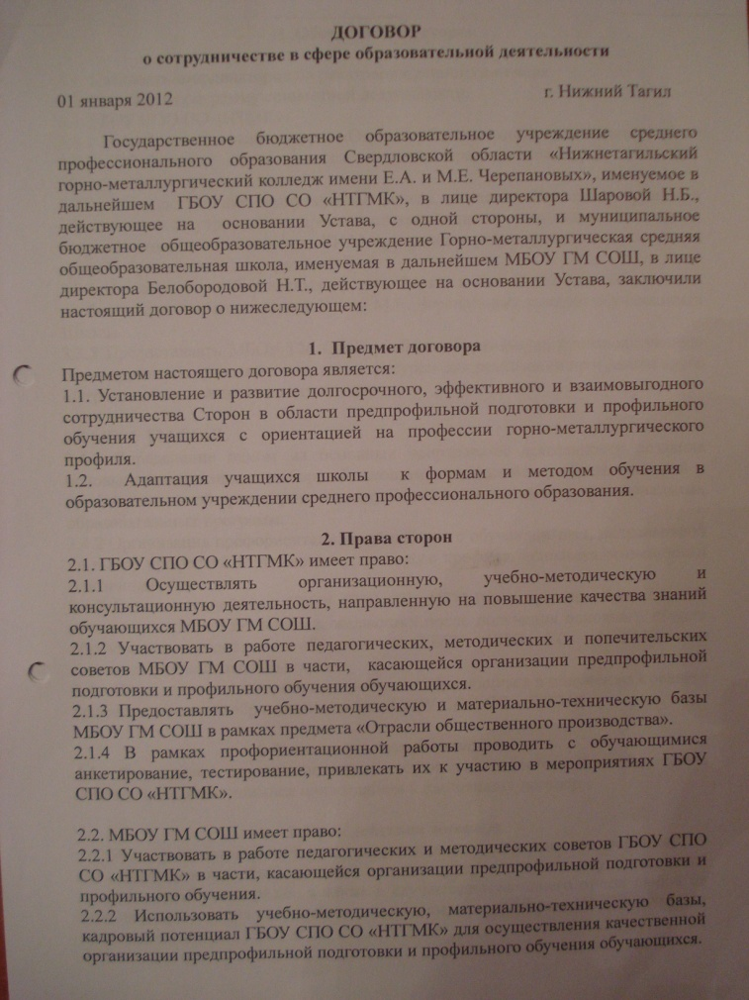 ДОГОВОР
о сотрудничестве в сфере образовательной деятельности
01 января 2012 г. Нижний Тагил
Государственное бюджетное образовательное учреждение среднего
профессионального образования Свердловской области «Нижнетагильский
горно-металлургический колледж имени Е.А. и М.Е. Черепановых», именуемое в
дальнейшем ГБОУ СПО СО «НТГМК», в лице директора Шаровой Н.Б.,
действующее на основании Устава, с одной стороны, и муниципальное
бюджетное общеобразовательное учреждение Горно-металлургическая средняя
общеобразовательная школа, именуемая в дальнейшем МБОУ ГМ СОШ, в лице
директора Белобородовой Н.Т., действующее на основании Устава, заключили
настоящий договор о нижеследующем:
1. Предмет договора
Предметом настоящего договора является:
1.1. Установление и развитие долгосрочного, эффективного и взаимовыгодного
сотрудничества Сторон в области предпрофильной подготовки и профильного
обучения учащихся с ориентацией на профессии горно-металлургического
профиля.
1.2. Адаптация учащихся школы к формам и методом обучения в
образовательном учреждении среднего профессионального образования.
2. Права сторон
2.1. ГБОУ СПО СО «НТГМК» имеет право:
2.1.1 Осуществлять организационную, учебно-методическую и
консультационную деятельность, направленную на повышение качества знаний
обучающихся МБОУ ГМ СОШ.
2.1.2 Участвовать в работе педагогических, методических и попечительских
советов МБОУ ГМ СОШ в части, касающейся организации предпрофильной
подготовки и профильного обучения обучающихся.
2.1.3 Предоставлять учебно-методическую и материально-техническую базы
МБОУ ГМ СОШ в рамках предмета «Отрасли общественного производства».
2.1.4 В рамках профориентационной работы проводить с обучающимися
анкетирование, тестирование, привлекать их к участию в мероприятиях ГБОУ
СПО СО «НТГМК».
2.2. МБОУ ГМ СОШ имеет право:
2.2.1 Участвовать в работе педагогических и методических советов ГБОУ СПО
СО «НТГМК» в части, касающейся организации предпрофильной подготовки и
профильного обучения.
2.2.2 Использовать учебно-методическую, материально-техническую базы,
кадровый потенциал ГБОУ СПО СО «НТГМК» для осуществления качественной
организации предпрофильной подготовки и профильного обучения обучающихся.